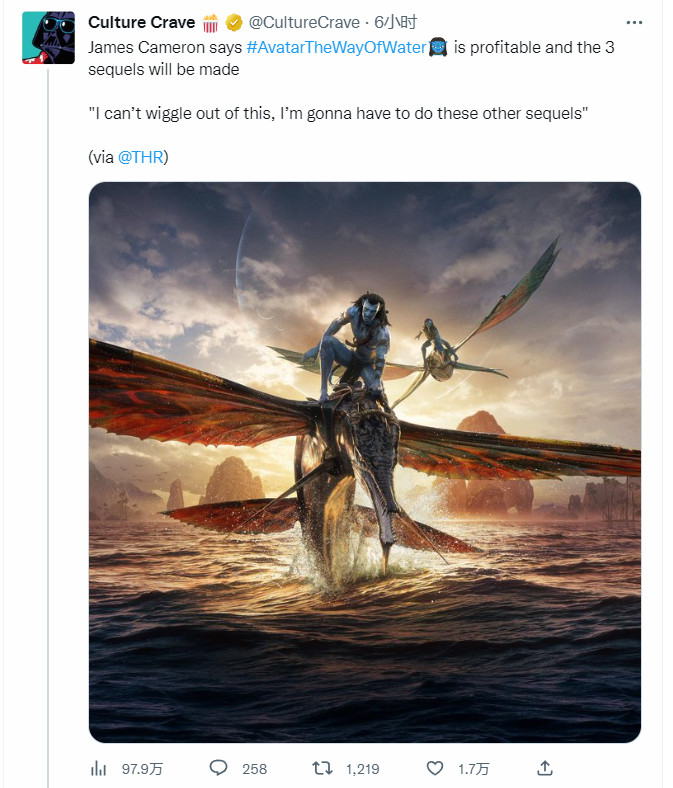 Culture Crave @CultureCrave · 6小时
James Cameron says #AvatarTheWayOfWater is profitable and the 3
sequels will be made
"I can’t wiggle out of this, I’m gonna have to do these other sequels"
(via @THR)
97.9万 258 1,219 1.7万